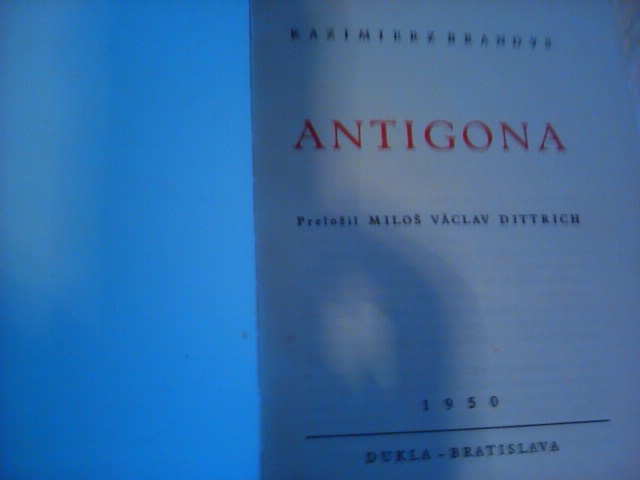 KAZIMIERZ BRANDYS
ANTIGONA
Preložil MILOŠ VÁCLAV DITTRICH
1950
DUKLA – BRATISLAVA